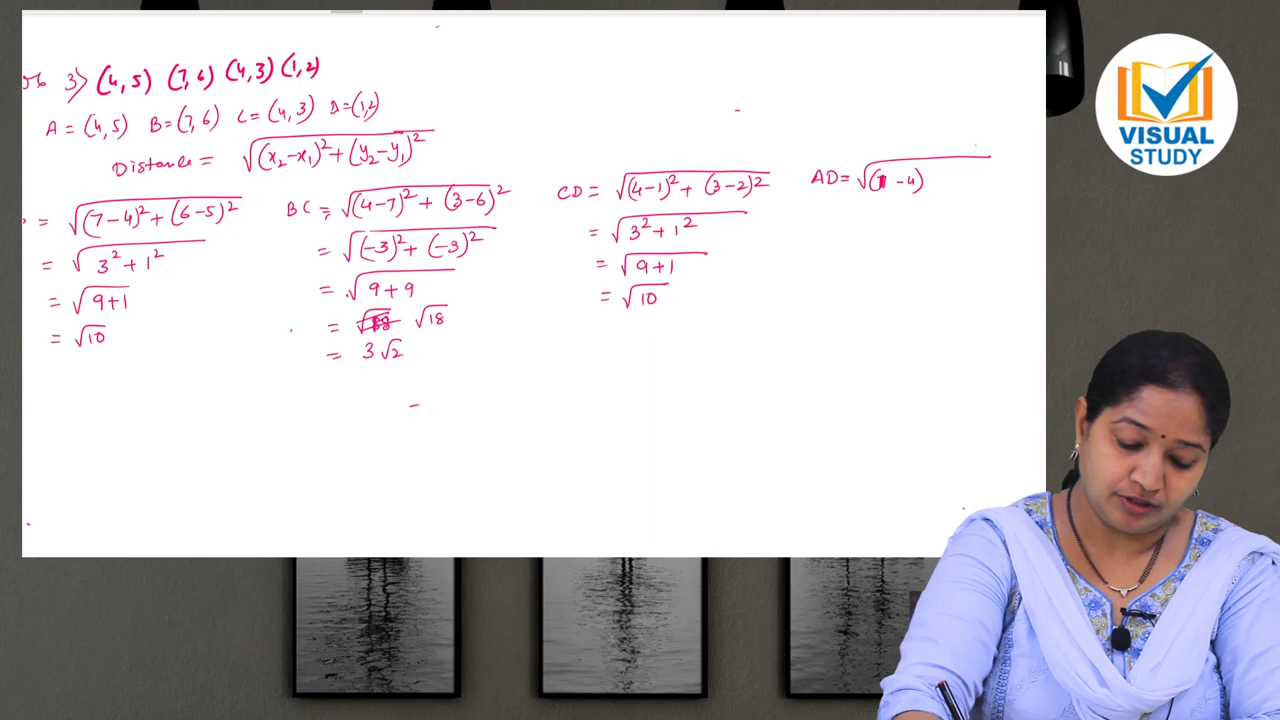 3) (4,5) (7,6) (4,3) (1,2)
A = (4,5) B = (7,6) C = (4,3) D = (1,2)
Distance = √((x₂-x₁)² + (y₂-y₁)²)
= √((7-4)² + (6-5)²)
= √(3² + 1²)
= √(9+1)
= √10
BC = √((4-7)² + (3-6)²)
= √((-3)² + (-3)²)
= √(9+9)
= √18
= 3√2
CD = √((4-1)² + (3-2)²)
= √(3² + 1²)
= √(9+1)
= √10
AD = √(1-4)
VISUAL
STUDY